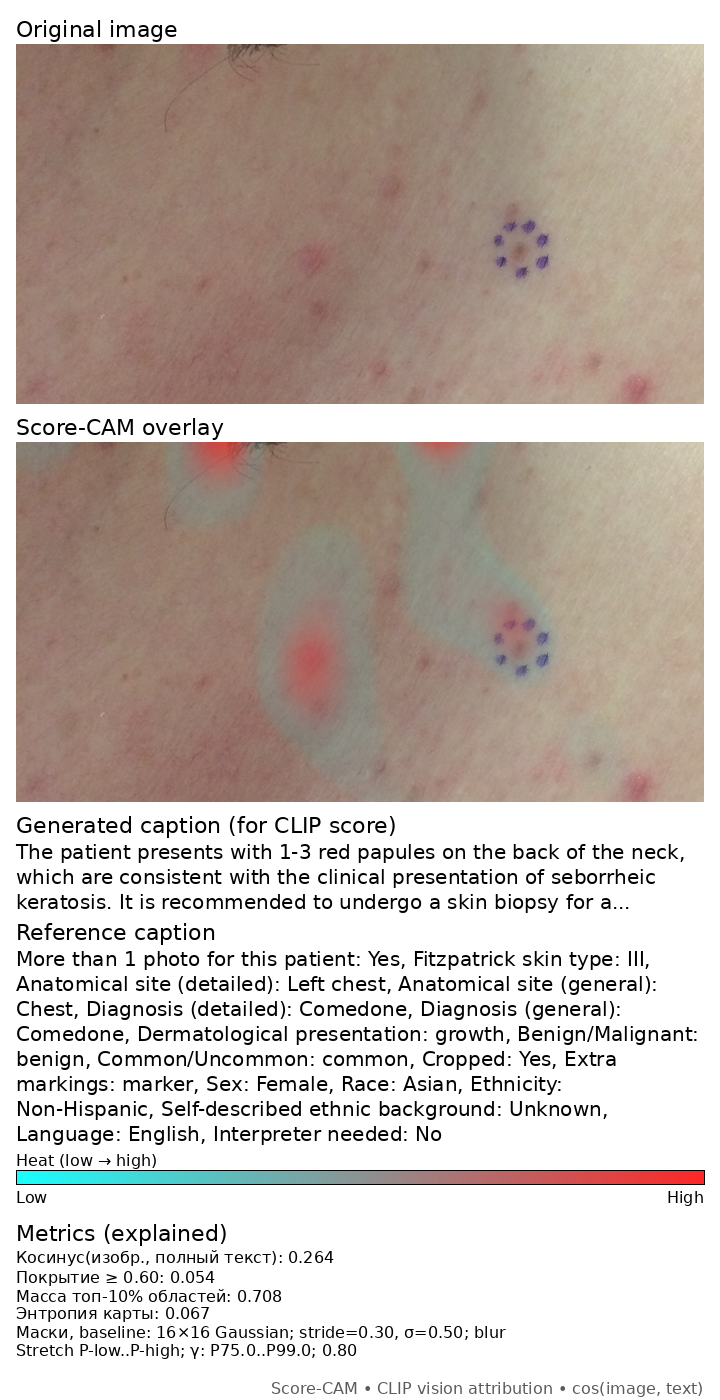 Original image
Score-CAM overlay
Generated caption (for CLIP score)
The patient presents with 1-3 red papules on the back of the neck,
which are consistent with the clinical presentation of seborrheic
keratosis. It is recommended to undergo a skin biopsy for a...
Reference caption
More than 1 photo for this patient: Yes, Fitzpatrick skin type: III,
Anatomical site (detailed): Left chest, Anatomical site (general):
Chest, Diagnosis (detailed): Comedone, Diagnosis (general):
Comedone, Dermatological presentation: growth, Benign/Malignant:
benign, Common/Uncommon: common, Cropped: Yes, Extra
markings: marker, Sex: Female, Race: Asian, Ethnicity:
Non-Hispanic, Self-described ethnic background: Unknown,
Language: English, Interpreter needed: No
Heat (low → high)
Low High
Metrics (explained)
Косинус(изобр., полный текст): 0.264
Покрытие ≥ 0.60: 0.054
Масса топ-10% областей: 0.708
Энтропия карты: 0.067
Маски, baseline: 16×16 Gaussian; stride=0.30, σ=0.50; blur
Stretch P-low..P-high; γ: P75.0..P99.0; 0.80
Score-CAM • CLIP vision attribution • cos(image, text)